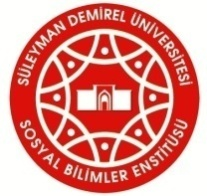 SÜLEYMAN DEMİREL ÜNİVERSİTESİ
SOSYAL BİLİMLER ENSTİTÜSÜ